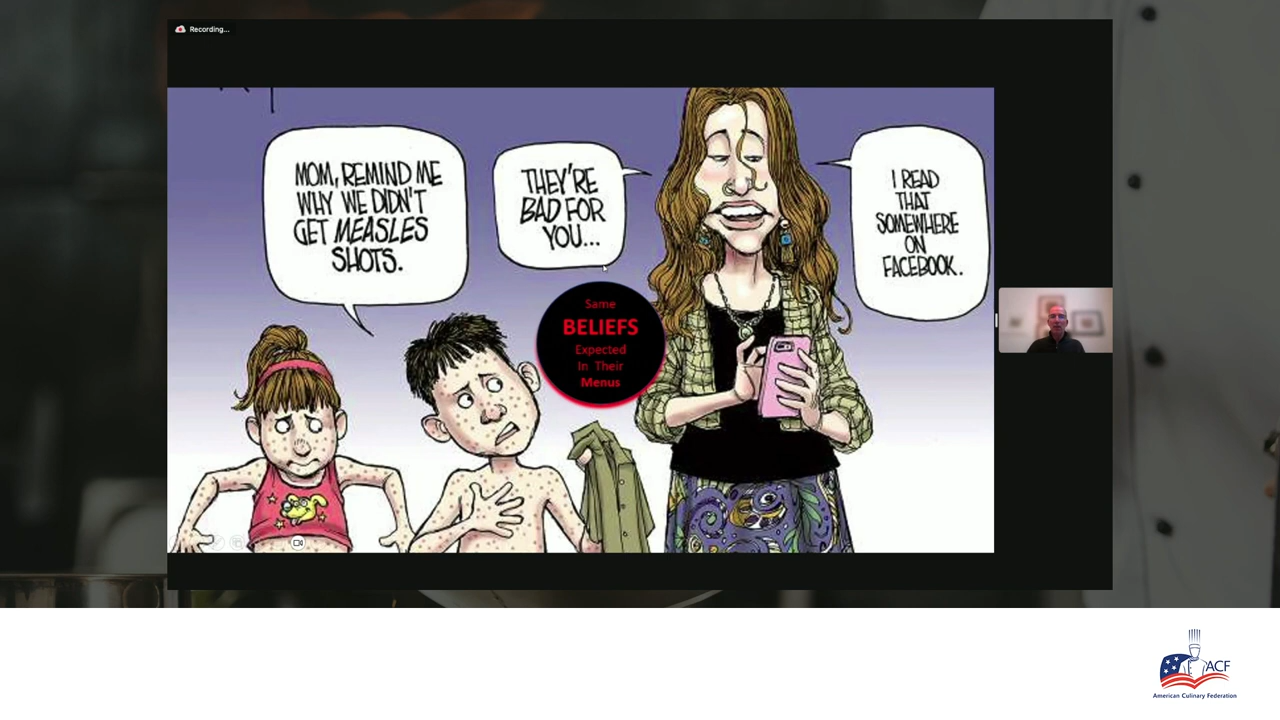 Recording...
MOM, REMIND ME
WHY WE DIDN'T
GET MEASLES
SHOTS.
THEY'RE
BAD FOR
YOU...
I READ
THAT
SOMEWHERE
ON
FACEBOOK.
Same
BELIEFS
Expected
In Their
Menus
ACF
American Culinary Federation